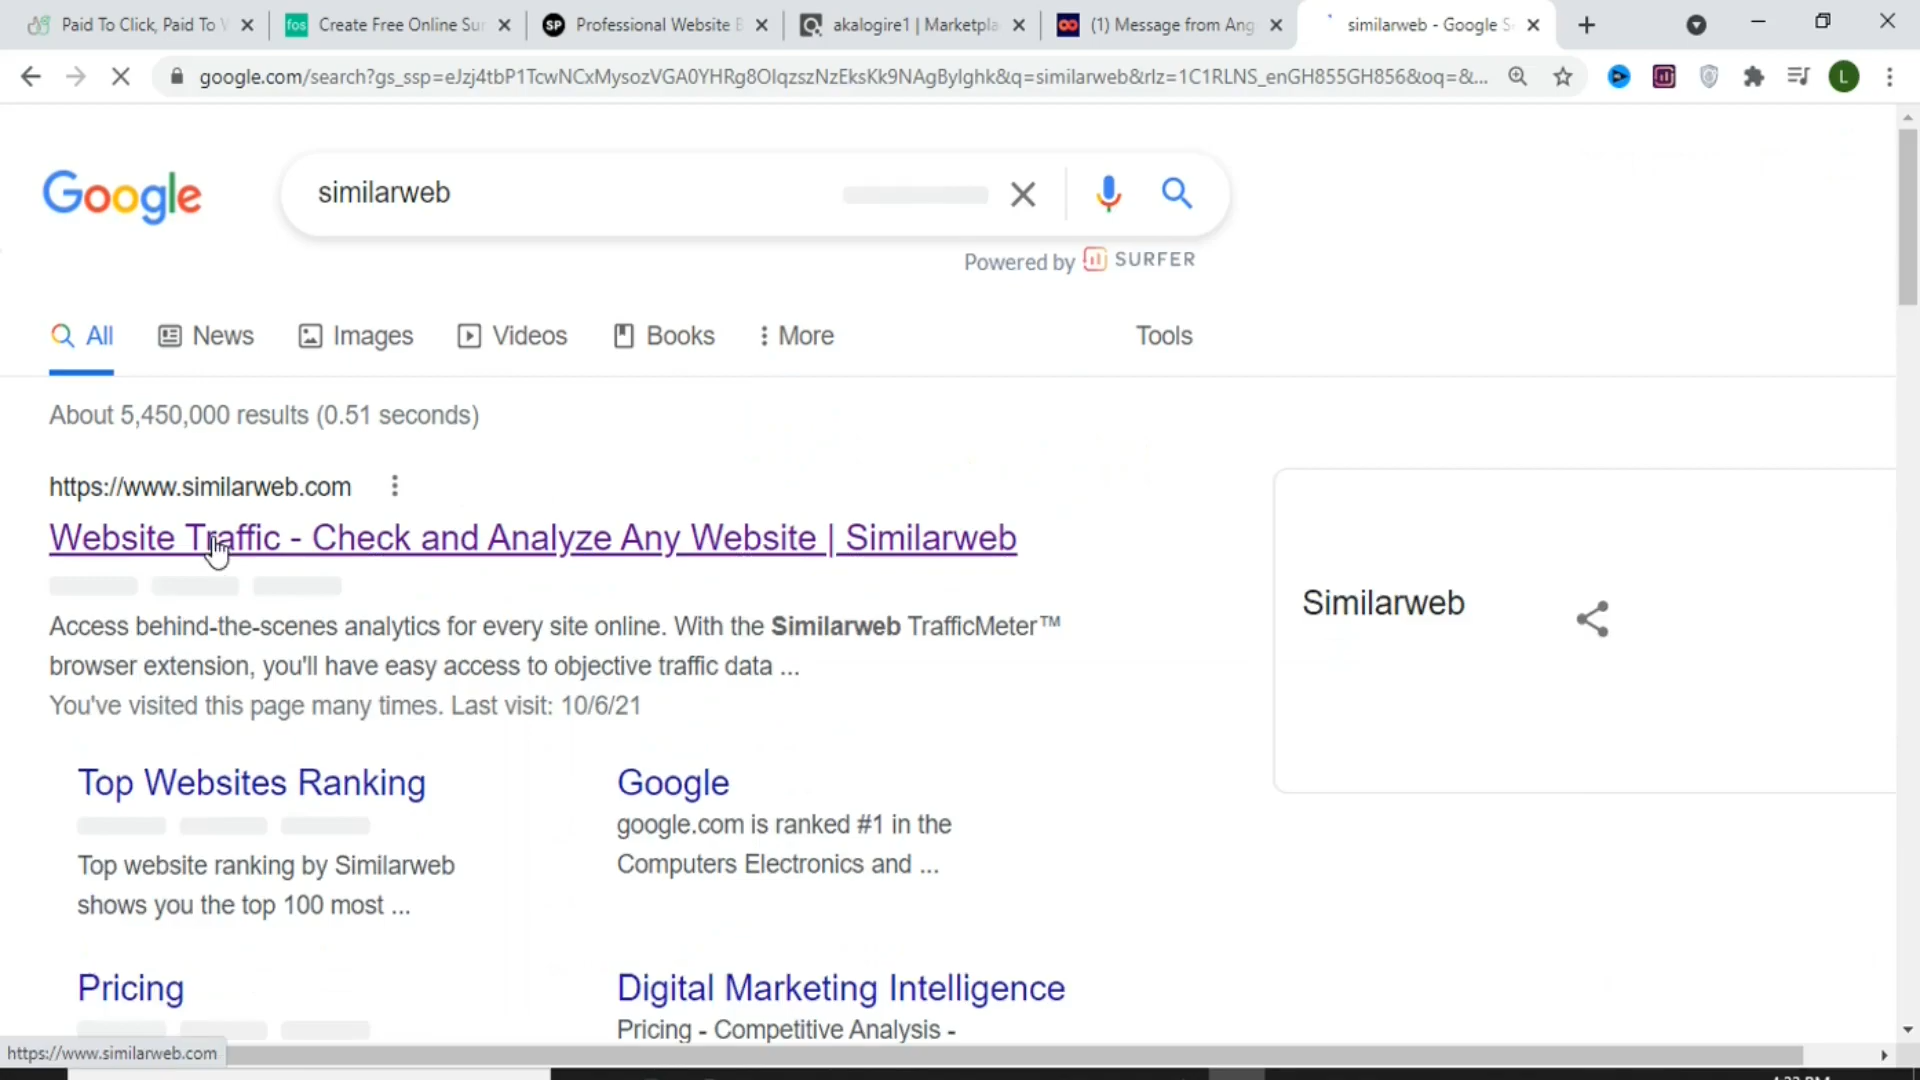 Paid To Click, Paid To V
fos Create Free Online Sur
SP Professional Website B
akalogire1 | Marketpla
(1) Message from Ang
similarweb - Google S
google.com/search?gs_ssp=eJzj4tbP1TcwNCxMysozVGA0YHRg8OIqzszNzEksKk9NAgByIghk&q=similarweb&rlz=1C1RLNS_enGH855GH856&oq=&...
L
Google
similarweb
Powered by SURFER
All News Images Videos Books More Tools
About 5,450,000 results (0.51 seconds)
https://www.similarweb.com
Website Traffic - Check and Analyze Any Website | Similarweb
Access behind-the-scenes analytics for every site online. With the Similarweb TrafficMeter™
browser extension, you'll have easy access to objective traffic data ...
You've visited this page many times. Last visit: 10/6/21
Similarweb
Top Websites Ranking
Top website ranking by Similarweb
shows you the top 100 most ...
Google
google.com is ranked #1 in the
Computers Electronics and ...
Pricing
Digital Marketing Intelligence
Pricing - Competitive Analysis -
https://www.similarweb.com